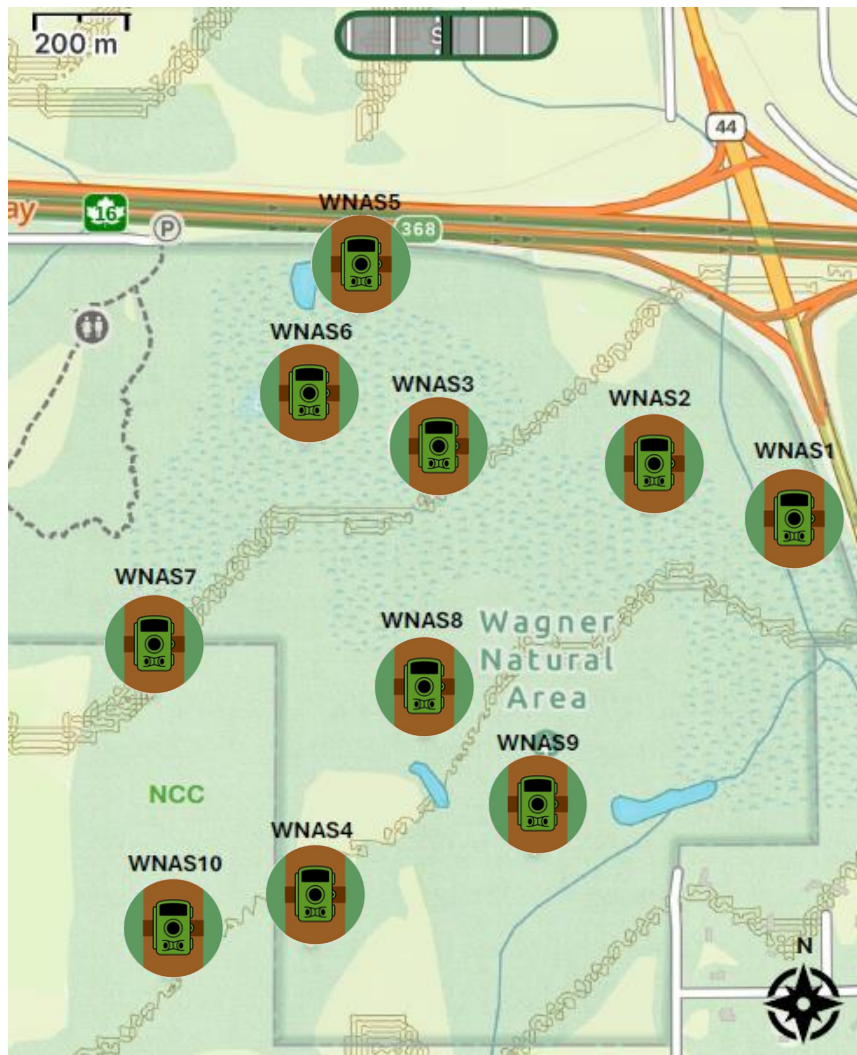 200 m
S
44
WNAS5
16
ay
P
368
WNAS6
WNAS3
WNAS2
WNAS1
WNAS7
WNAS8
Wagner
Natural
Area
WNAS9
NCC
WNAS4
WNAS10
N